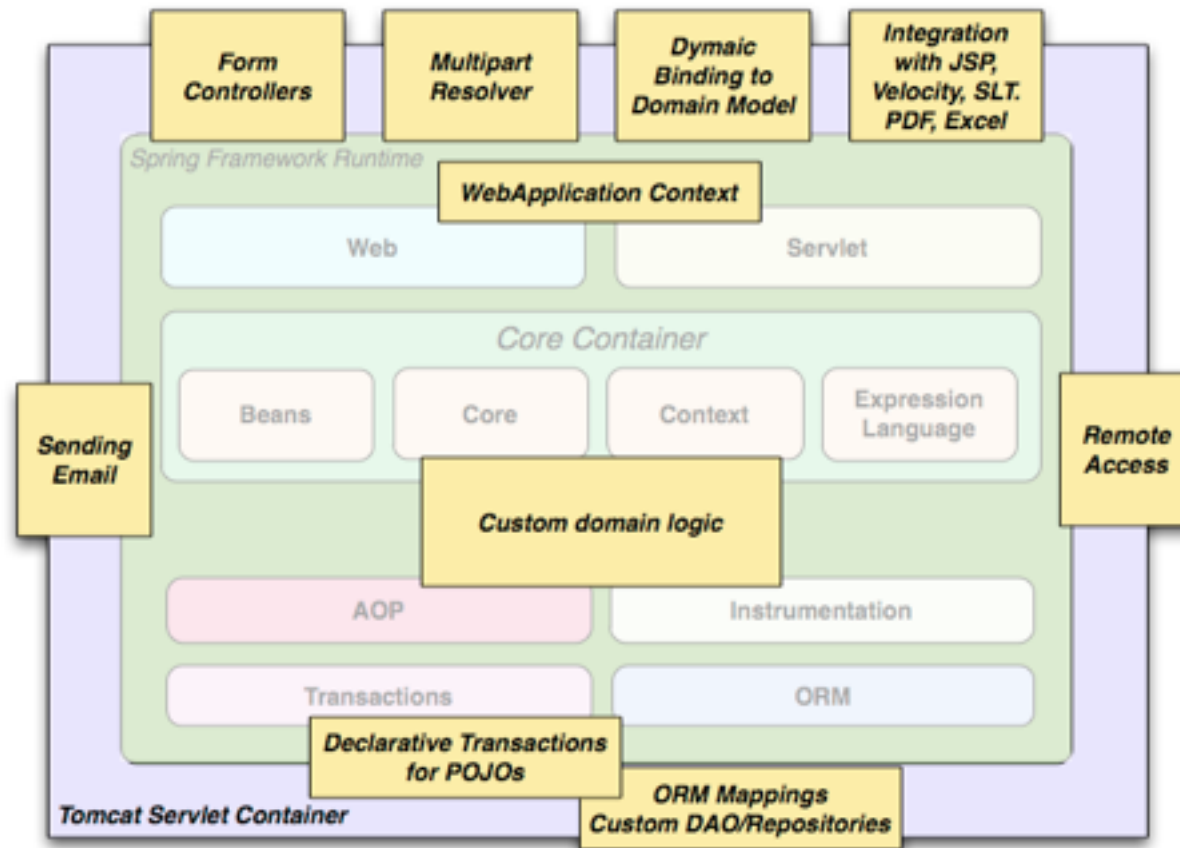 Form
Controllers
Multipart
Resolver
Dymaic
Binding to
Domain Model
Integration
with JSP,
Velocity, SLT.
PDF, Excel
Spring Framework Runtime
WebApplication Context
Web
Servlet
Core Container
Beans
Core
Context
Expression
Language
Sending
Email
Remote
Access
Custom domain logic
AOP
Instrumentation
Transactions
ORM
Declarative Transactions
for POJOs
ORM Mappings
Custom DAO/Repositories
Tomcat Servlet Container